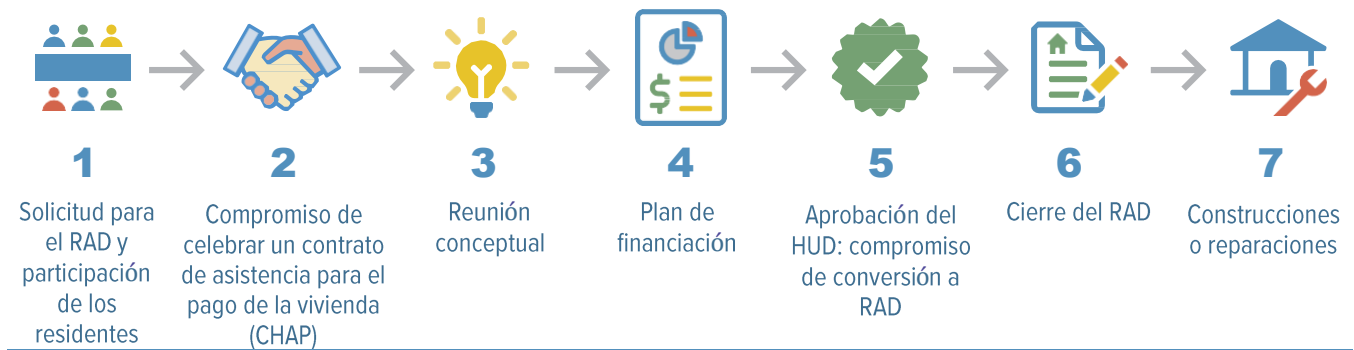 1
Solicitud para
el RAD y
participación
de los
residentes
2
Compromiso de
celebrar un contrato
de asistencia para el
pago de la vivienda
(CHAP)
3
Reunión
conceptual
$
4
Plan de
financiación
5
Aprobación del
HUD: compromiso
de conversión a
RAD
6
Cierre del RAD
7
Construcciones
o reparaciones